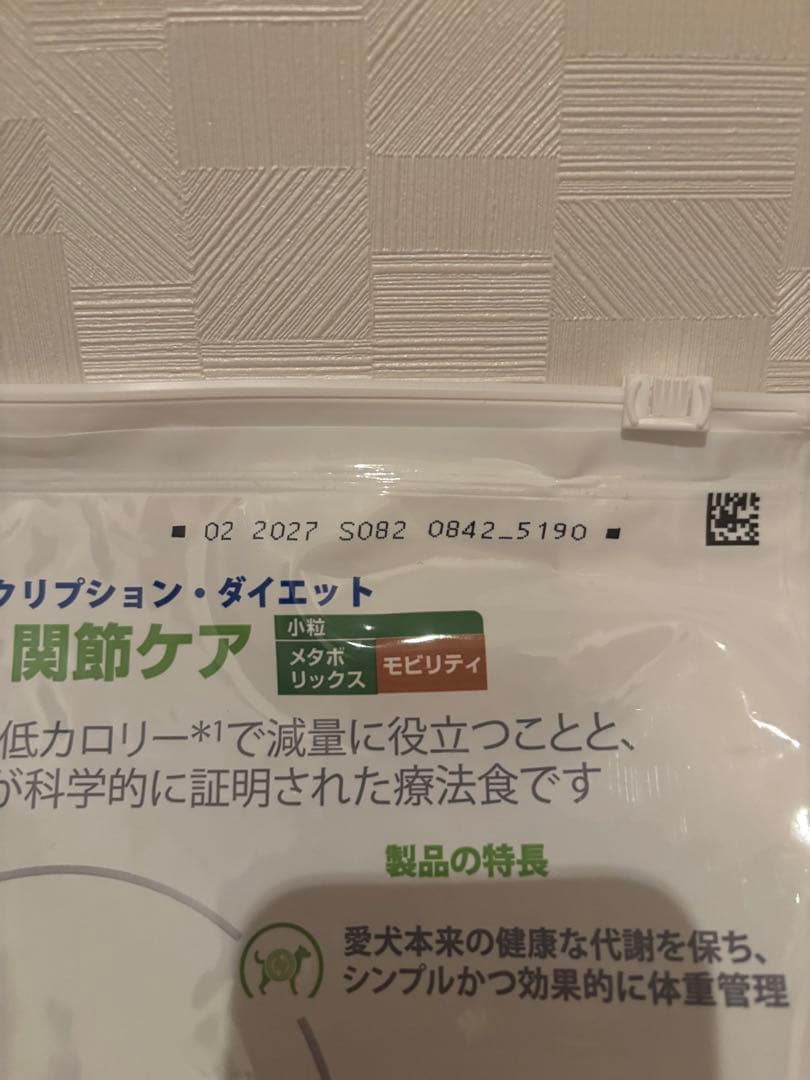 ■ 02 2027 S082 0842_5190 ■
クリプション・ダイエット
関節ケア
小粒
メタボ
リックス
モビリティ
低カロリー*1で減量に役立つことと、
が科学的に証明された療法食です
製品の特長
愛犬本来の健康な代謝を保ち、
シンプルかつ効果的に体重管理